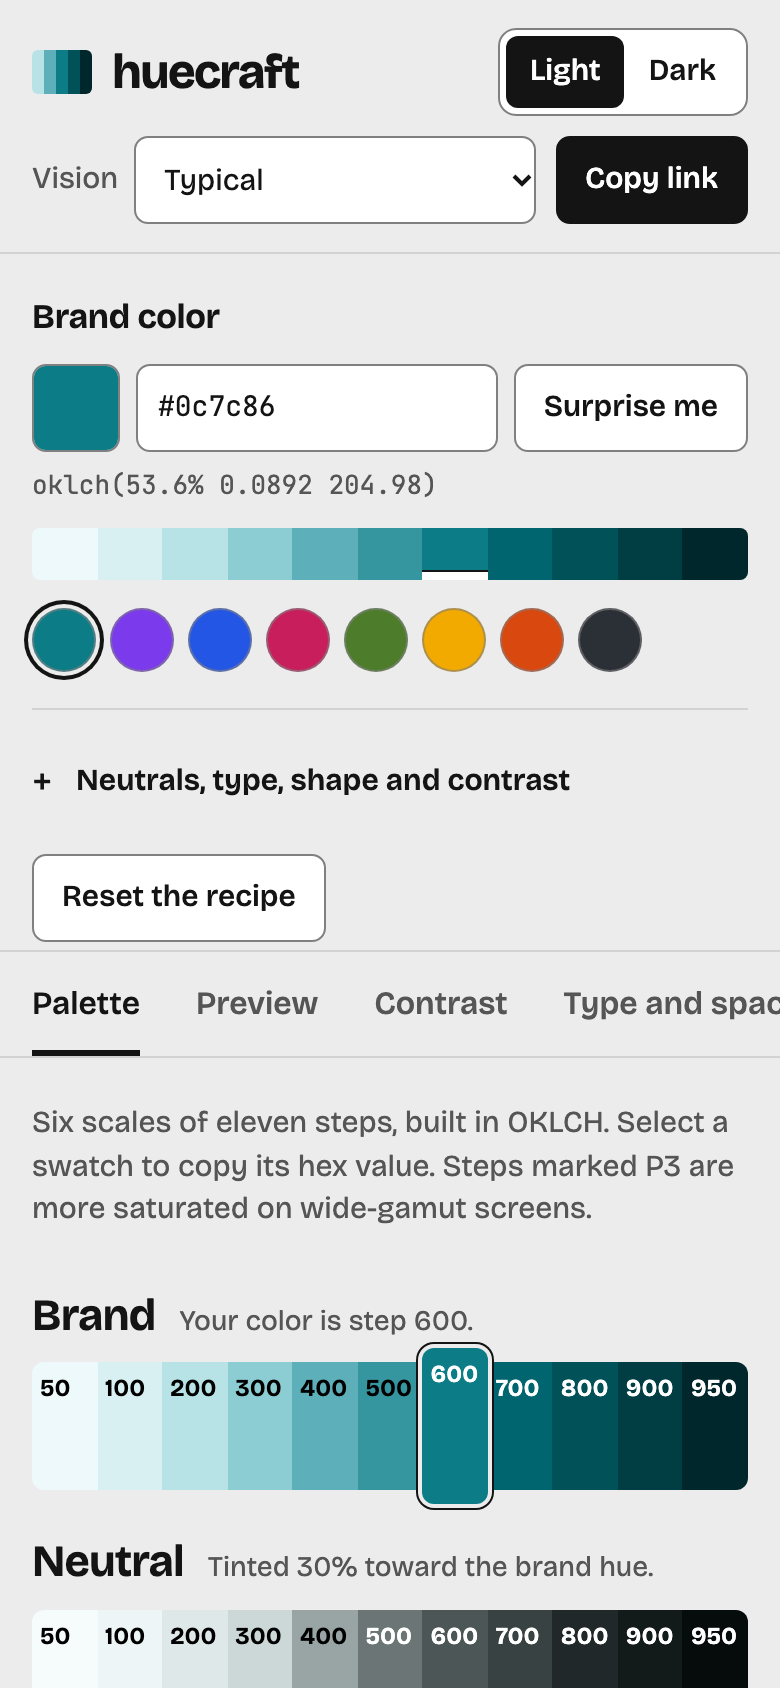 huecraft
Light Dark
Vision Typical Copy link
Brand color
#0c7c86 Surprise me
oklch(53.6% 0.0892 204.98)
+ Neutrals, type, shape and contrast
Reset the recipe
Palette Preview Contrast Type and spac
Six scales of eleven steps, built in OKLCH. Select a
swatch to copy its hex value. Steps marked P3 are
more saturated on wide-gamut screens.
Brand Your color is step 600.
50 100 200 300 400 500 600 700 800 900 950
Neutral Tinted 30% toward the brand hue.
50 100 200 300 400 500 600 700 800 900 950